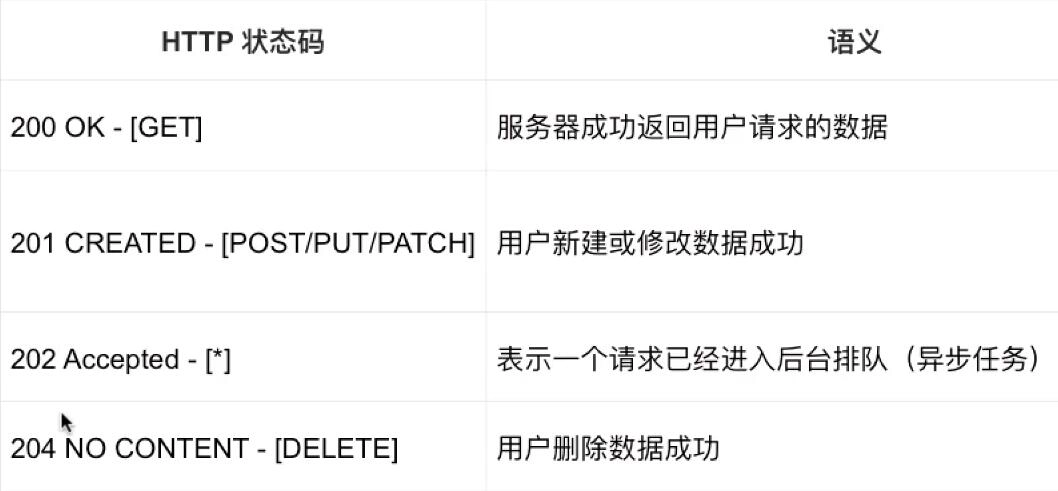 HTTP 状态码 语义
200 OK - [GET] 服务器成功返回用户请求的数据
201 CREATED - [POST/PUT/PATCH] 用户新建或修改数据成功
202 Accepted - [*] 表示一个请求已经进入后台排队（异步任务）
204 NO CONTENT - [DELETE] 用户删除数据成功